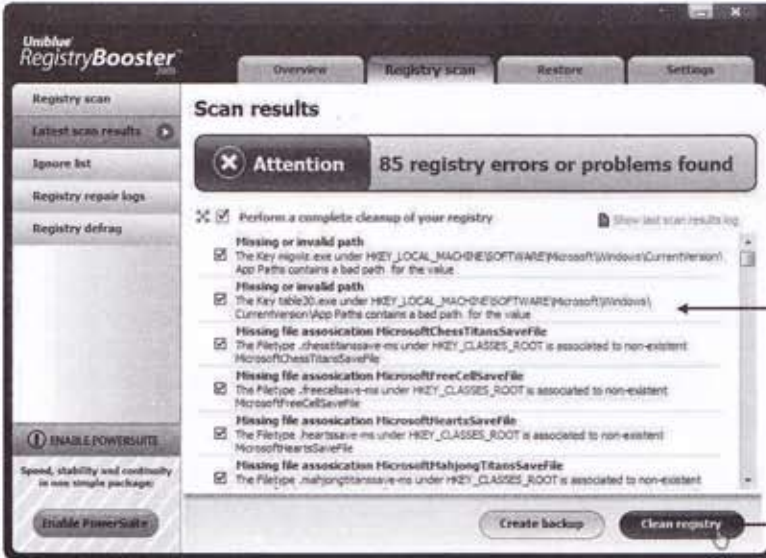 Uniblue
RegistryBooster
Overview
Registry scan
Restore
Settings
Registry scan
Latest scan results
Ignore list
Registry repair logs
Registry defrag
Scan results
Attention
85 registry errors or problems found
Perform a complete cleanup of your registry
Show last scan results log
Missing or invalid path
The Key migwiz.exe under HKEY_LOCAL_MACHINE\SOFTWARE\Microsoft\Windows\CurrentVersion\
App Paths contains a bad path for the value
Missing or invalid path
The Key table30.exe under HKEY_LOCAL_MACHINE\SOFTWARE\Microsoft\Windows\
CurrentVersion\App Paths contains a bad path for the value
Missing file assosication MicrosoftChessTitansSaveFile
The Filetype .chesstitanssave-ms under HKEY_CLASSES_ROOT is associated to non-existent
MicrosoftChessTitansSaveFile
Missing file assosication MicrosoftFreeCellSaveFile
The Filetype .freecellsave-ms under HKEY_CLASSES_ROOT is associated to non-existent
MicrosoftFreeCellSaveFile
Missing file assosication MicrosoftHeartsSaveFile
The Filetype .heartssave-ms under HKEY_CLASSES_ROOT is associated to non-existent
MicrosoftHeartsSaveFile
Missing file assosication MicrosoftMahjongTitansSaveFile
The Filetype .mahjongtitanssave-ms under HKEY_CLASSES_ROOT is associated to non-existent
ENABLE POWERSUITE
Speed, stability and continuity
in one simple package:
Enable PowerSuite
Create backup
Clean registry